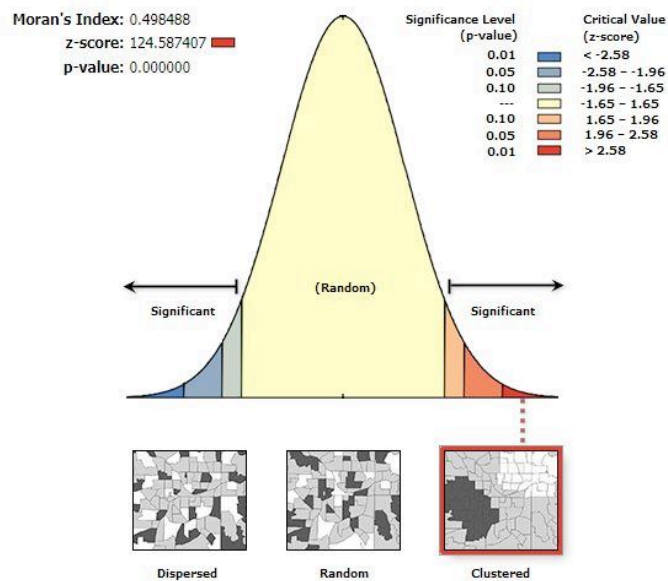 Moran's Index: 0.498488
z-score: 124.587407
p-value: 0.000000
Significance Level
(p-value)
Critical Value
(z-score)
0.01 < -2.58
0.05 -2.58 – -1.96
0.10 -1.96 – -1.65
--- -1.65 – 1.65
0.10 1.65 – 1.96
0.05 1.96 – 2.58
0.01 > 2.58
(Random)
Significant
Significant
Dispersed
Random
Clustered